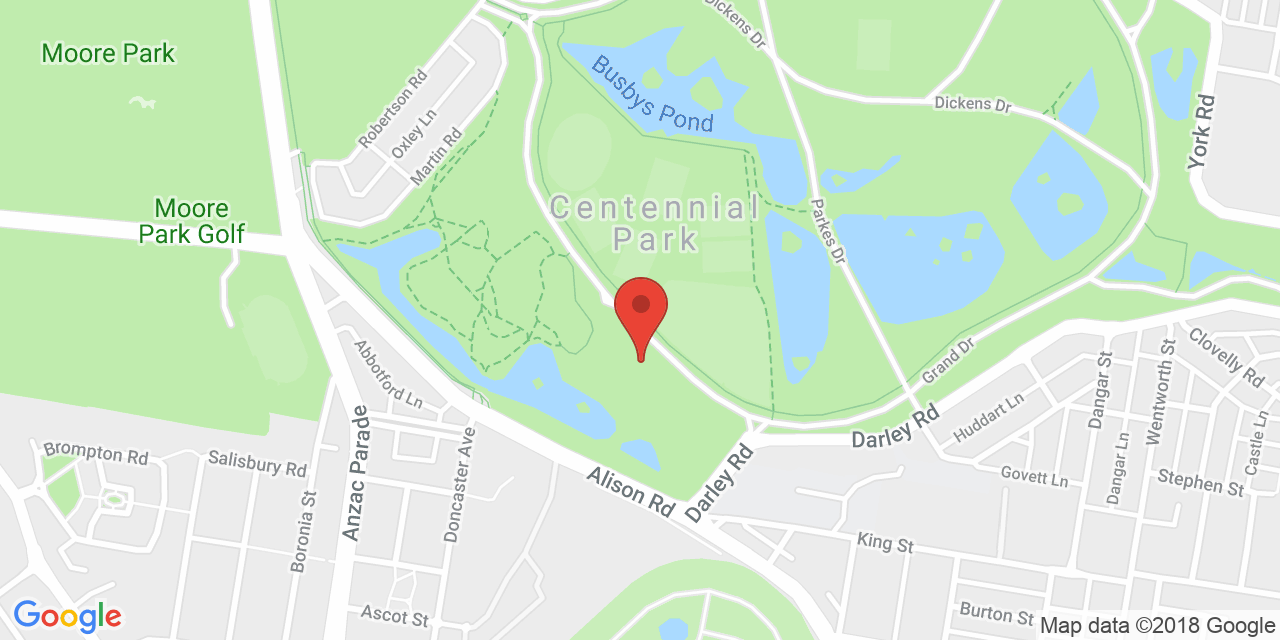 Moore Park
Dickens Dr
Busbys Pond
Dickens Dr
Robertson Rd
Oxley Ln
Martin Rd
York Rd
Moore
Park Golf
Centennial
Park
Parkes Dr
Abbotford Ln
Grand Dr
Clovelly Rd
Dangar St
Wentworth St
Huddart Ln
Darley Rd
Anzac Parade
Brompton Rd
Salisbury Rd
Doncaster Ave
Boronia St
Alison Rd
Darley Rd
Govett Ln
Dangar Ln
Stephen St
Castle Ln
King St
Ascot St
Burton St
Google
Map data ©2018 Google